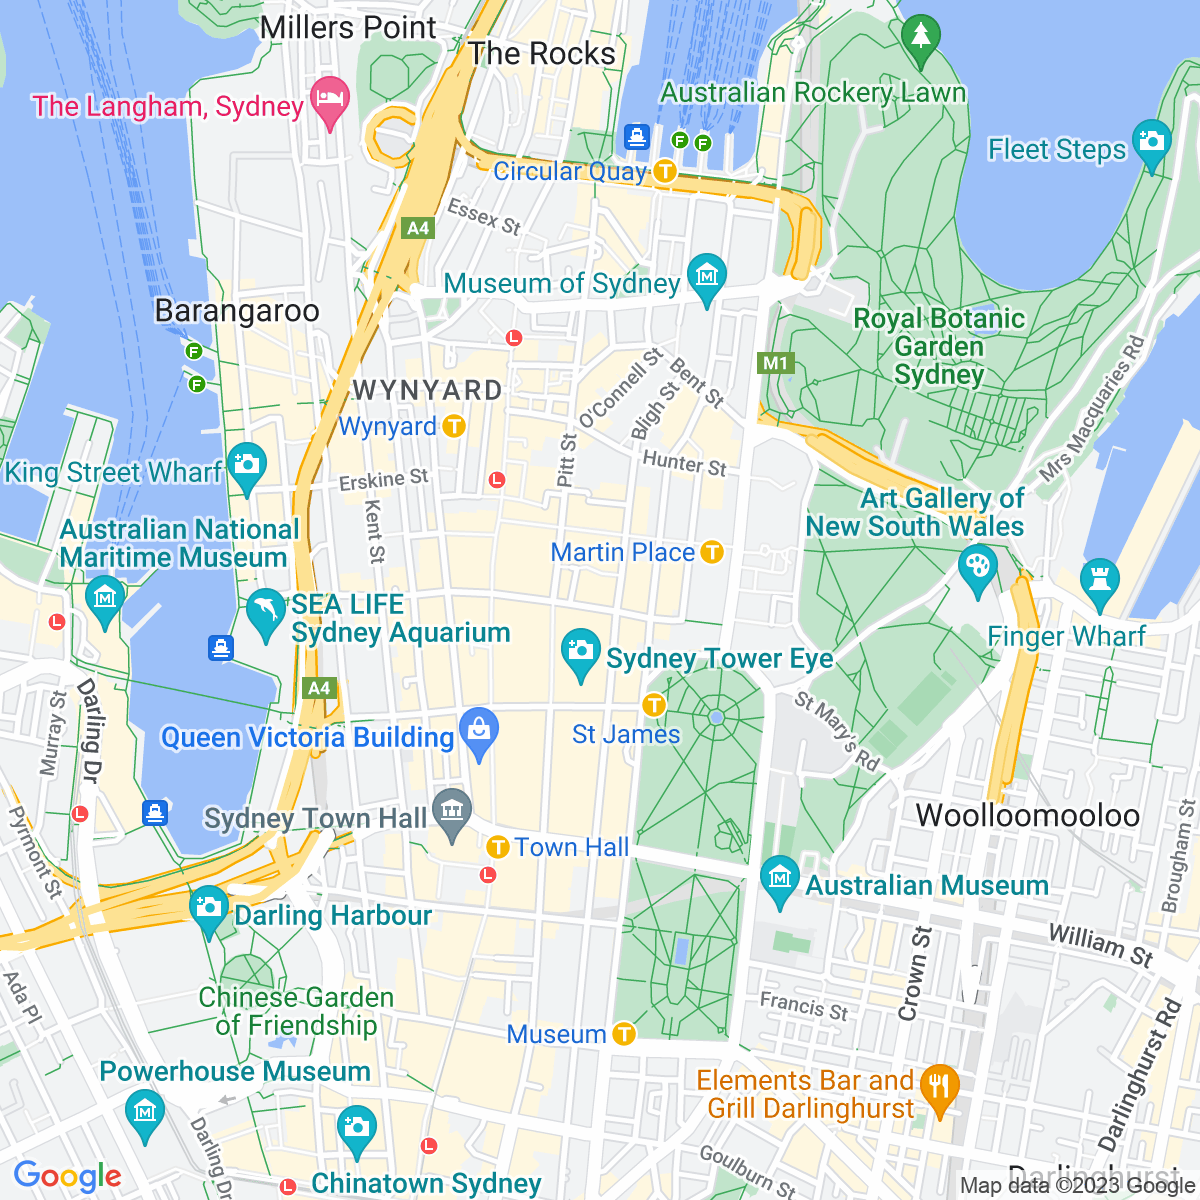 Millers Point
The Rocks
The Langham, Sydney
Australian Rockery Lawn
Fleet Steps
F
F
Circular Quay
T
Essex St
A4
Museum of Sydney
Barangaroo
Royal Botanic
Garden
Sydney
L
F
F
M1
O'Connell St
Bent St
Bligh St
Mrs Macquaries Rd
WYNYARD
Wynyard
T
Pitt St
Hunter St
King Street Wharf
Erskine St
L
Kent St
Art Gallery of
New South Wales
Australian National
Maritime Museum
Martin Place
T
SEA LIFE
Sydney Aquarium
L
Finger Wharf
Sydney Tower Eye
A4
Murray St
Darling Dr
T
St James
St Mary's Rd
Queen Victoria Building
Sydney Town Hall
L
Woolloomooloo
Pyrmont St
T
Town Hall
Brougham St
L
Australian Museum
Darling Harbour
William St
Crown St
Ada Pl
Chinese Garden
of Friendship
Francis St
Museum
T
Darlinghurst Rd
Powerhouse Museum
Elements Bar and
Grill Darlinghurst
Darling Dr
L
Goulburn St
Chinatown Sydney
L
Darlinghurst
Google
Map data ©2023 Google